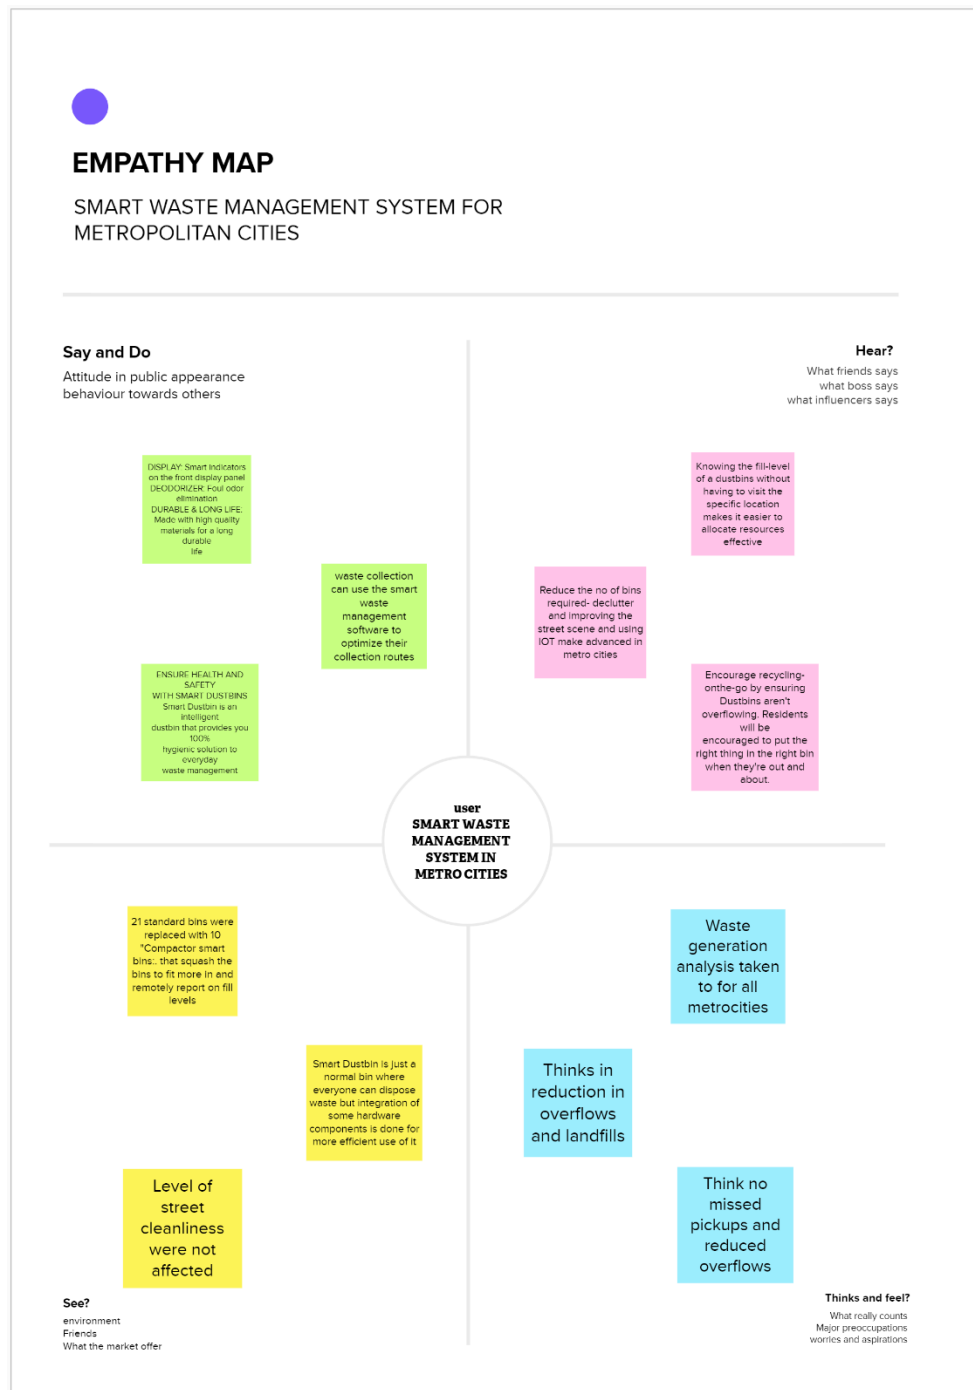 EMPATHY MAP
SMART WASTE MANAGEMENT SYSTEM FOR
METROPOLITAN CITIES
Say and Do
Attitude in public appearance
behaviour towards others
Hear?
What friends says
what boss says
what influencers says
DISPLAY: Smart Indicators
on the front display panel
DEODORIZER: Foul odor
elimination
DURABLE & LONG LIFE:
Made with high quality
materials for a long
durable
life
waste collection
can use the smart
waste
management
software to
optimize their
collection routes
ENSURE HEALTH AND
SAFETY
WITH SMART DUSTBINS
Smart Dustbin is an
intelligent
dustbin that provides you
100%
hygienic solution to
everyday
waste management
Knowing the fill-level
of a dustbins without
having to visit the
specific location
makes it easier to
allocate resources
effective
Reduce the no of bins
required- declutter
and improving the
street scene and using
IOT make advanced in
metro cities
Encourage recycling-
onthe-go by ensuring
Dustbins aren't
overflowing. Residents
will be
encouraged to put the
right thing in the right bin
when they're out and
about.
user
SMART WASTE
MANAGEMENT
SYSTEM IN
METRO CITIES
21 standard bins were
replaced with 10
"Compactor smart
bins:. that squash the
bins to fit more in and
remotely report on fill
levels
Smart Dustbin is just a
normal bin where
everyone can dispose
waste but integration of
some hardware
components is done for
more efficient use of it
Level of
street
cleanliness
were not
affected
See?
environment
Friends
What the market offer
Waste
generation
analysis taken
to for all
metrocities
Thinks in
reduction in
overflows
and landfills
Think no
missed
pickups and
reduced
overflows
Thinks and feel?
What really counts
Major preoccupations
worries and aspirations